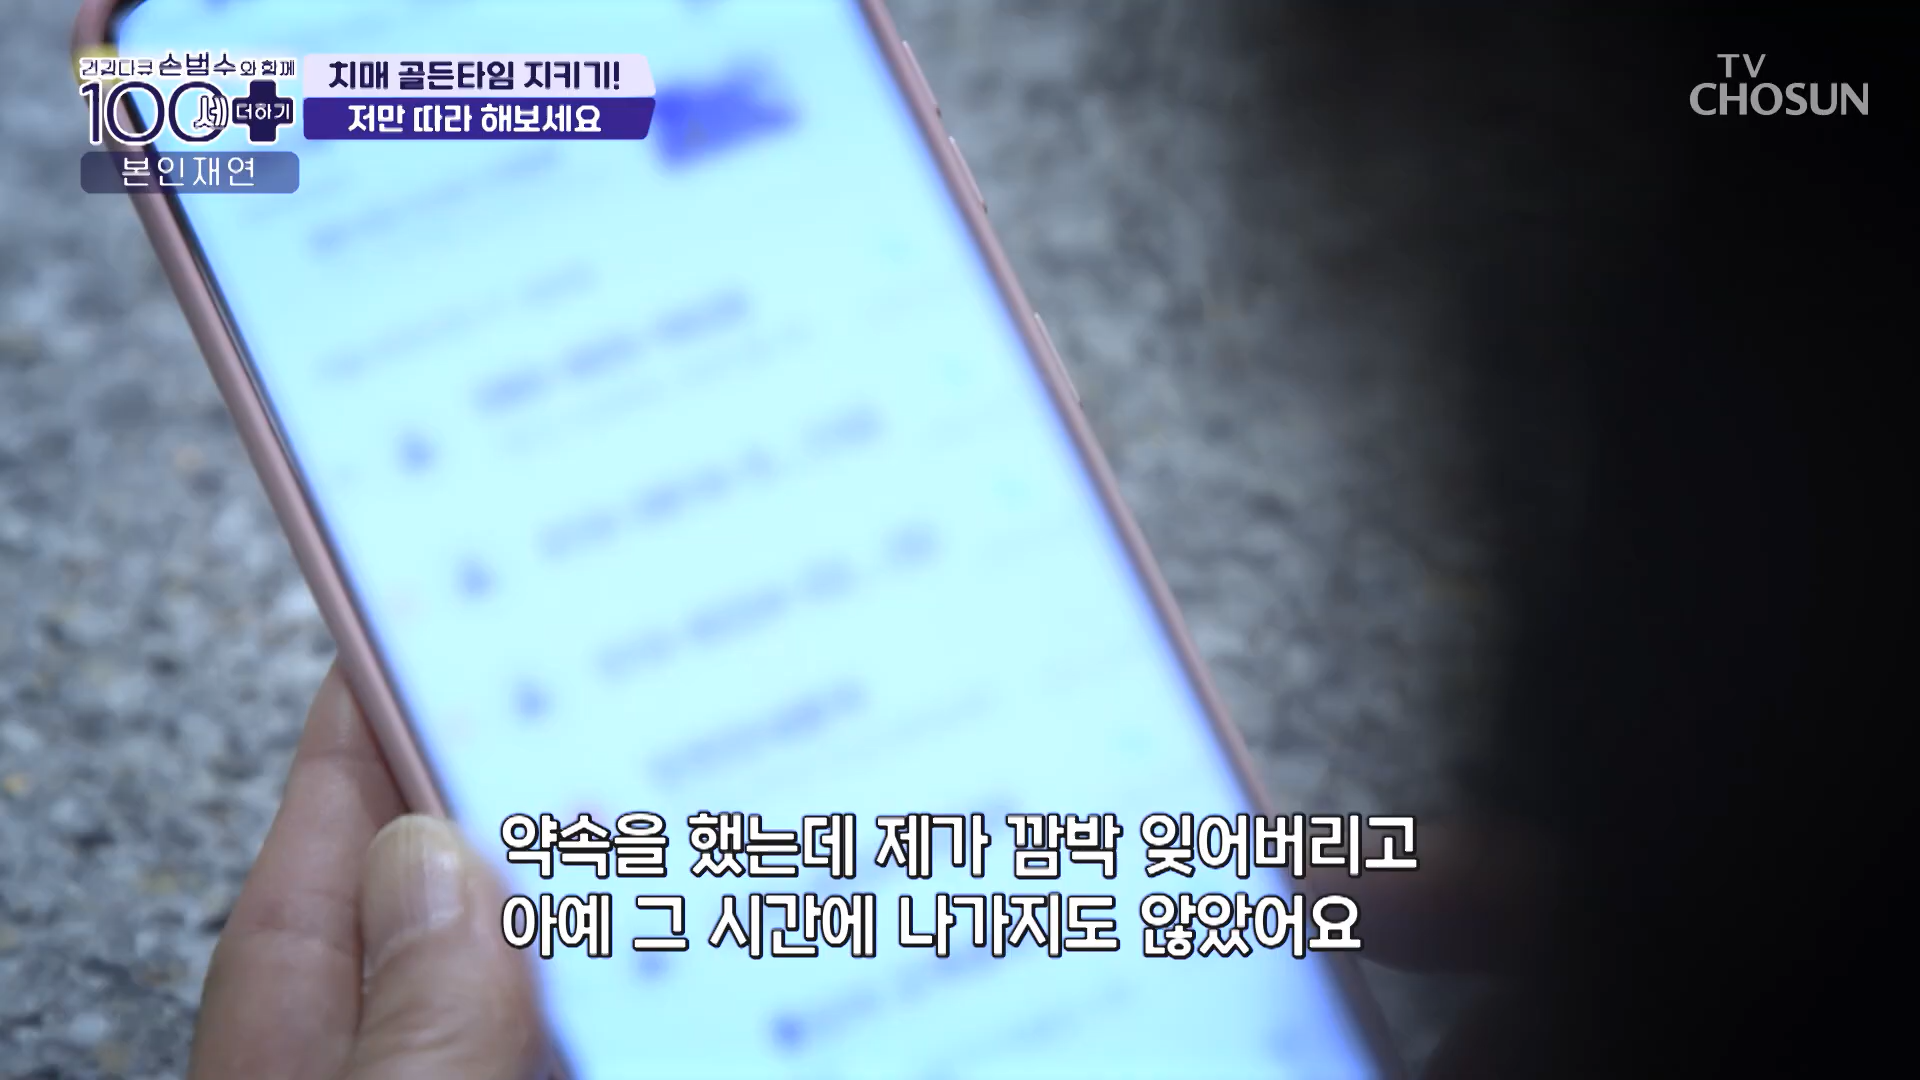 건강다큐 손범수와 함께
100세 더하기
치매 골든타임 지키기!
저만 따라 해보세요
본인재연
TV
CHOSUN
약속을 했는데 제가 깜박 잊어버리고
아예 그 시간에 나가지도 않았어요